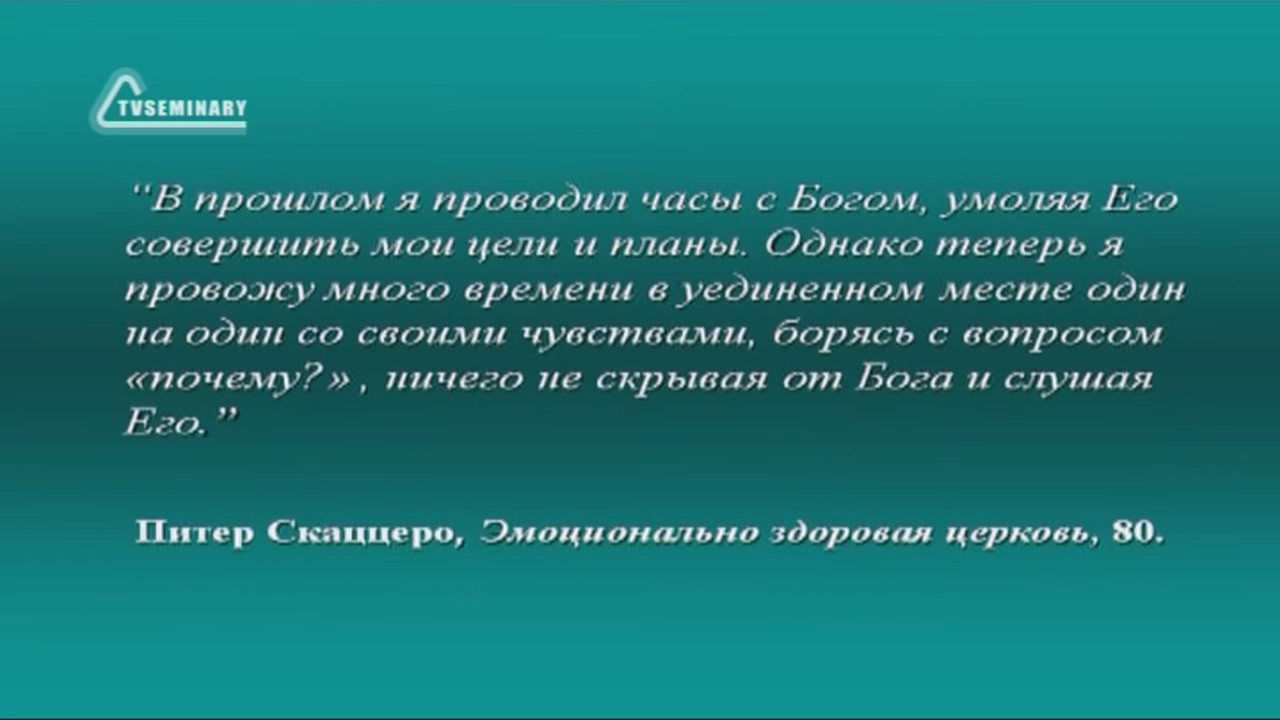 TVSEMINARY
“В прошлом я проводил часы с Богом, умоляя Его
совершить мои цели и планы. Однако теперь я
провожу много времени в уединенном месте один
на один со своими чувствами, борясь с вопросом
«почему?», ничего не скрывая от Бога и слушая
Его.”
Питер Скаццеро, Эмоционально здоровая церковь, 80.